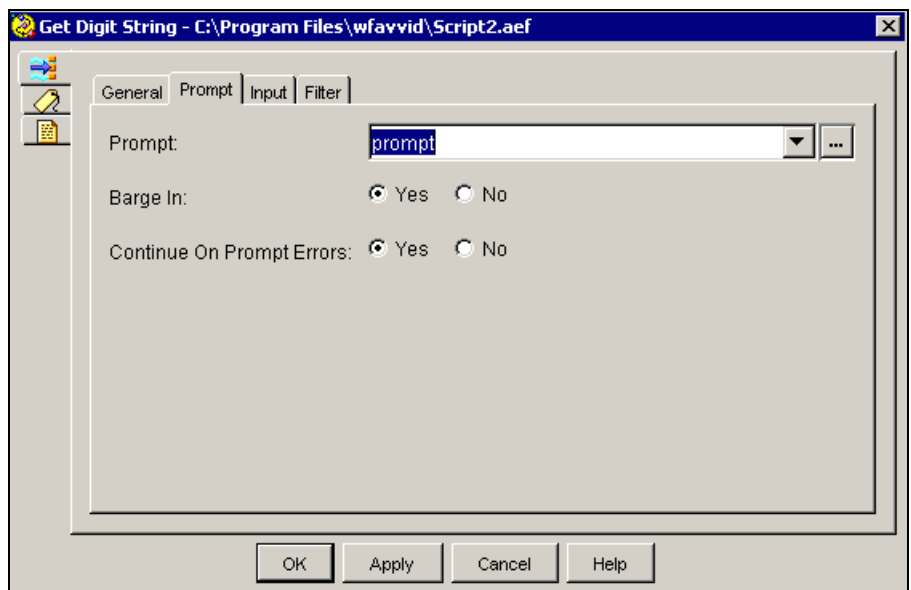 Get Digit String - C:\Program Files\wfavvid\Script2.aef
General Prompt Input Filter
Prompt: prompt ...
Barge In: Yes No
Continue On Prompt Errors: Yes No
OK Apply Cancel Help